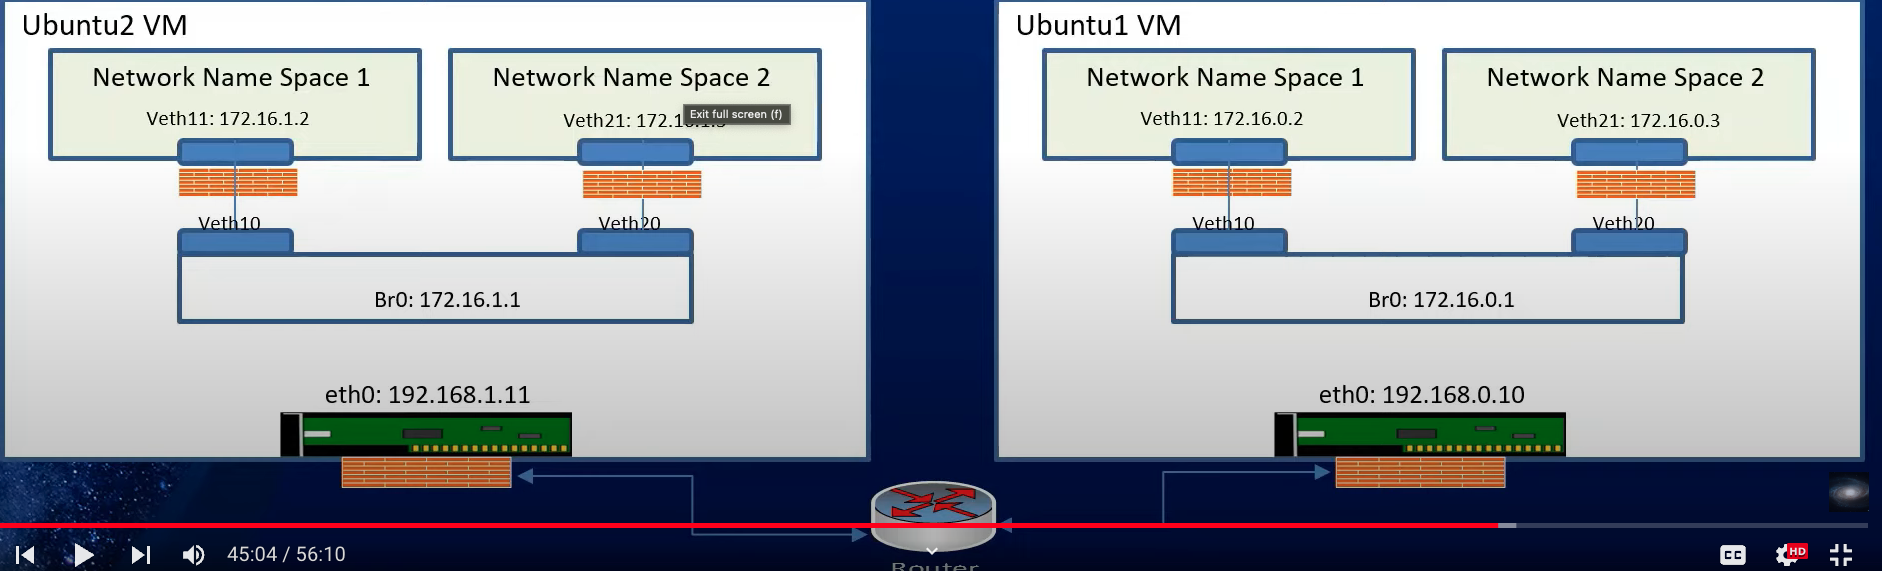 Ubuntu2 VM
Network Name Space 1
Veth11: 172.16.1.2
Veth10
Network Name Space 2
Veth21: 172.
Exit full screen (f)
Veth20
Br0: 172.16.1.1
eth0: 192.168.1.11
Ubuntu1 VM
Network Name Space 1
Veth11: 172.16.0.2
Veth10
Network Name Space 2
Veth21: 172.16.0.3
Veth20
Br0: 172.16.0.1
eth0: 192.168.0.10
Router
45:04 / 56:10
CC
HD